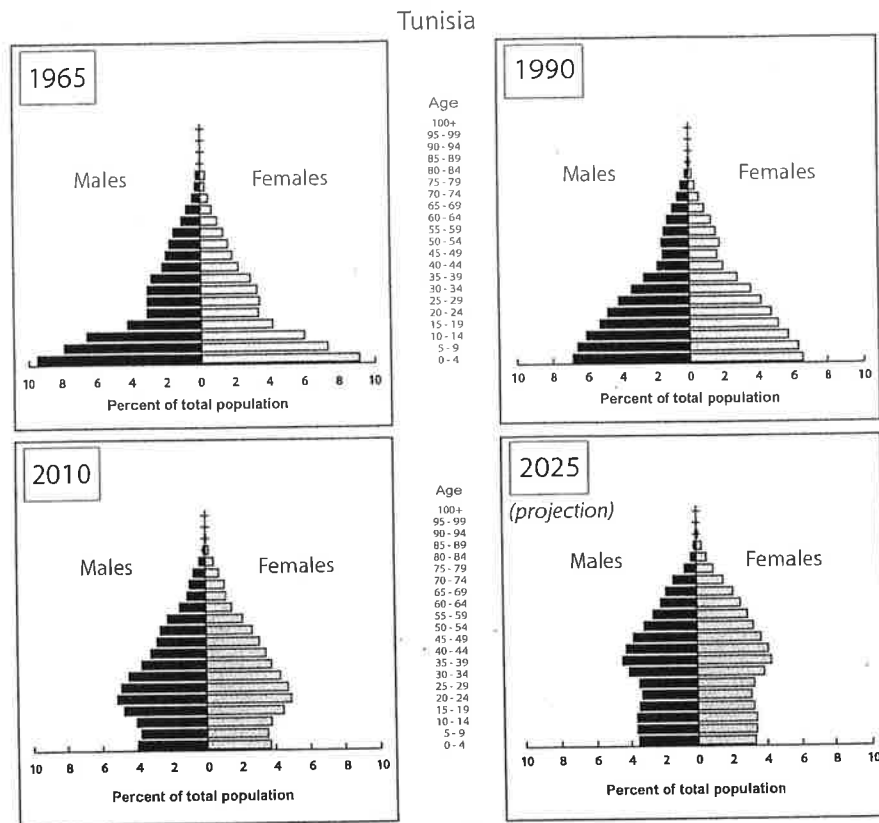 Tunisia
1965
Males
Females
10 8 6 4 2 0 2 4 6 8 10
Percent of total population
Age
100+
95 - 99
90 - 94
85 - 89
80 - 84
75 - 79
70 - 74
65 - 69
60 - 64
55 - 59
50 - 54
45 - 49
40 - 44
35 - 39
30 - 34
25 - 29
20 - 24
15 - 19
10 - 14
5 - 9
0 - 4
1990
Males
Females
10 8 6 4 2 0 2 4 6 8 10
Percent of total population
2010
Males
Females
10 8 6 4 2 0 2 4 6 8 10
Percent of total population
Age
100+
95 - 99
90 - 94
85 - 89
80 - 84
75 - 79
70 - 74
65 - 69
60 - 64
55 - 59
50 - 54
45 - 49
40 - 44
35 - 39
30 - 34
25 - 29
20 - 24
15 - 19
10 - 14
5 - 9
0 - 4
2025
(projection)
Males
Females
10 8 6 4 2 0 2 4 6 8 10
Percent of total population